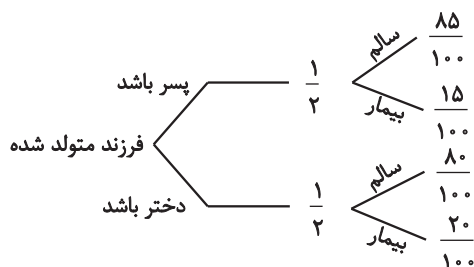 فرزند متولد شده
پسر باشد
۱/۲
سالم
۸۵/۱۰۰
بیمار
۱۵/۱۰۰
دختر باشد
۱/۲
سالم
۸۰/۱۰۰
بیمار
۲۰/۱۰۰